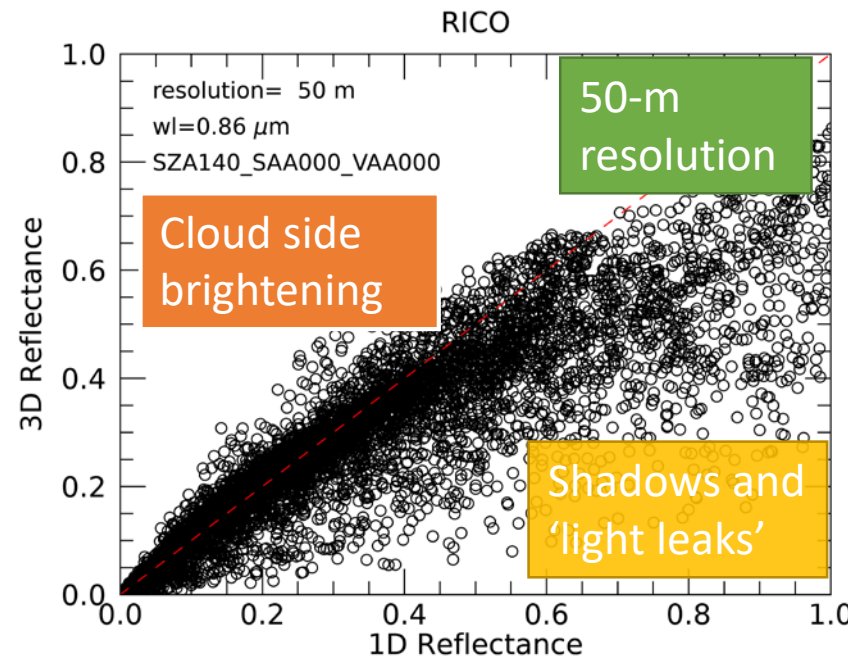 RICO
1.0
0.8
0.6
0.4
0.2
0.0
3D Reflectance
resolution=  50 m
wl=0.86 μm
SZA140_SAA000_VAA000
50-m
resolution
Cloud side
brightening
Shadows and
‘light leaks’
0.0 0.2 0.4 0.6 0.8 1.0
1D Reflectance